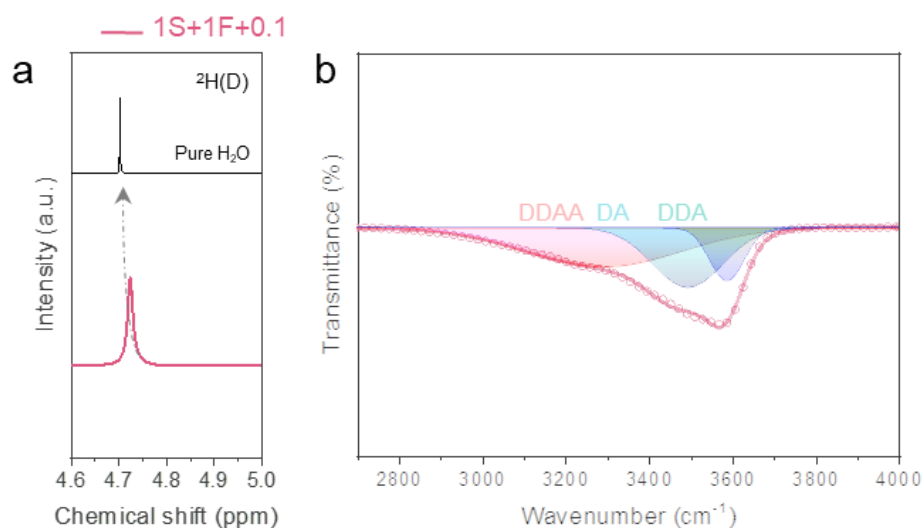 1S+1F+0.1
a
²H(D)
Pure H₂O
Intensity (a.u.)
4.6 4.7 4.8 4.9 5.0
Chemical shift (ppm)
b
DDAA DA DDA
Transmittance (%)
2800 3000 3200 3400 3600 3800 4000
Wavenumber (cm⁻¹)